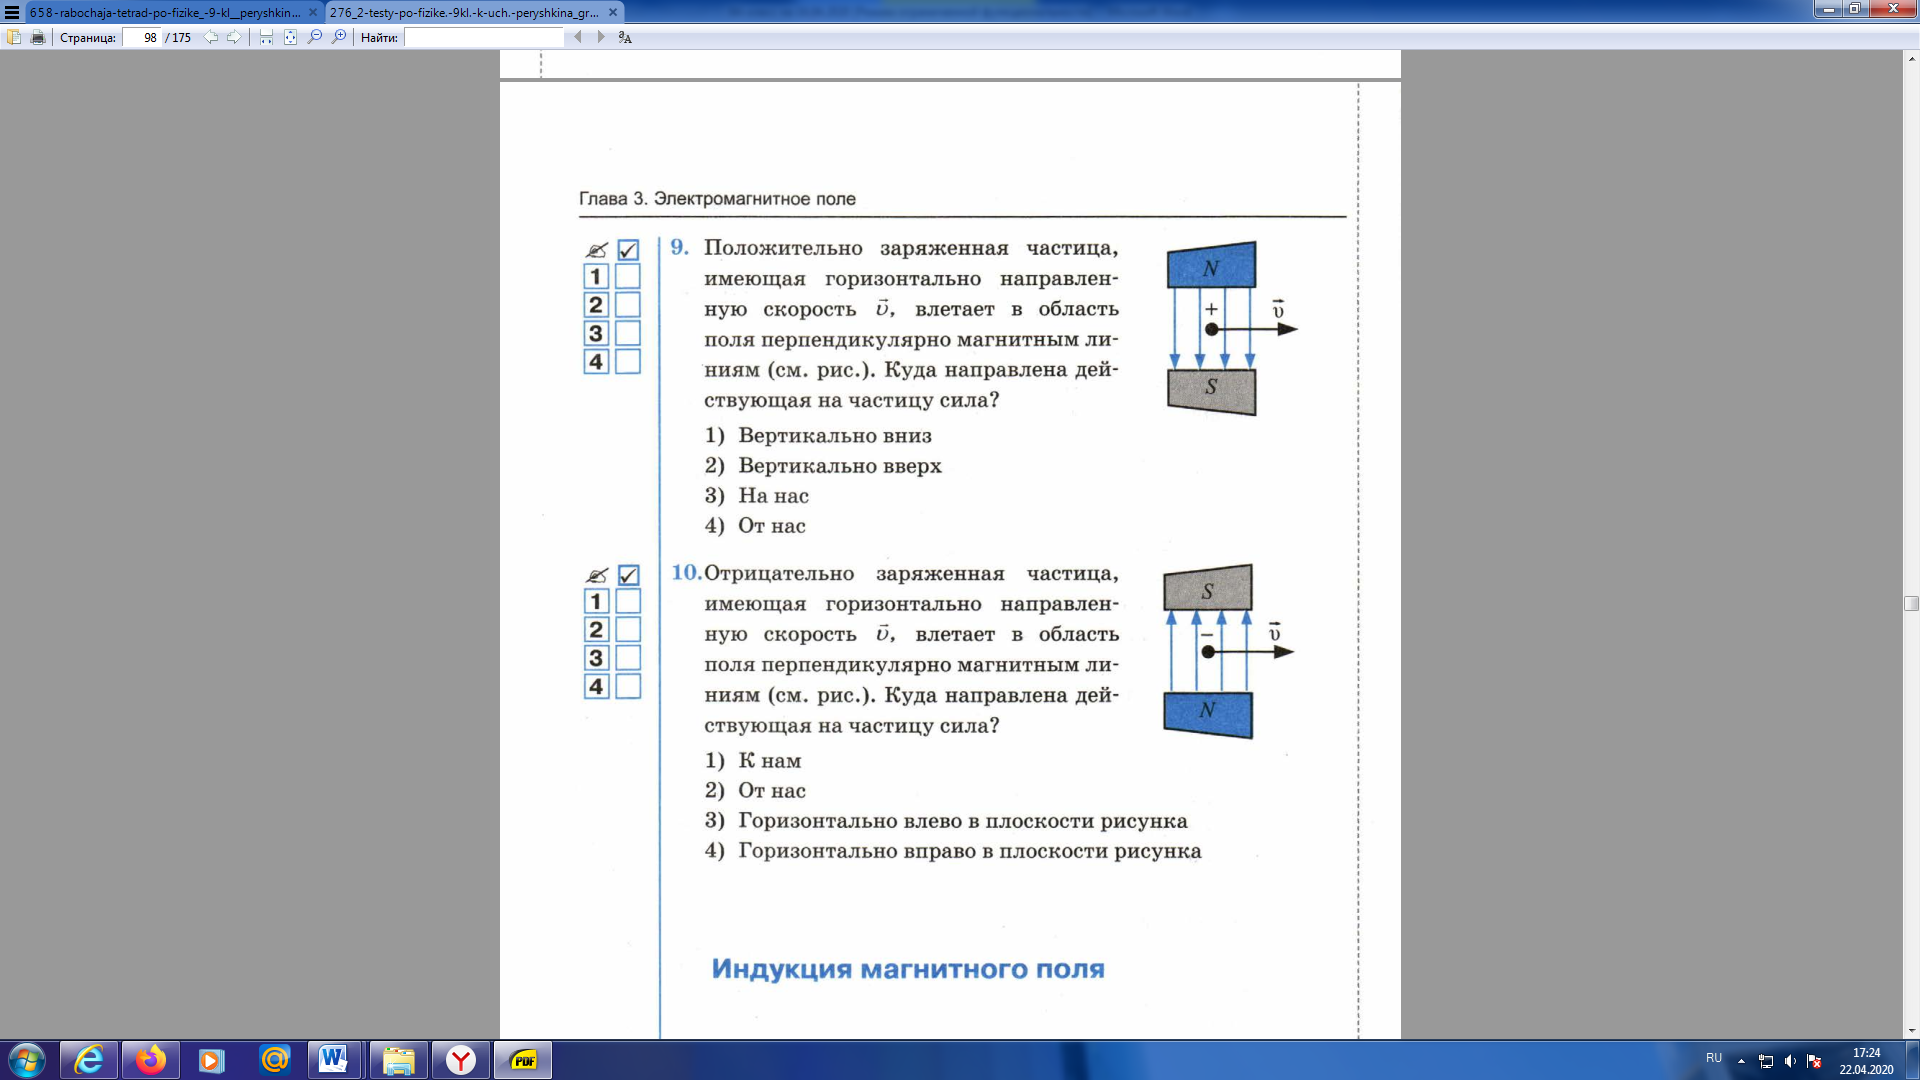 658-rabochaja-tetrad-po-fizike_-9-kl__peryshkin...
276_2-testy-po-fizike.-9kl.-k-uch.-peryshkina_gr...
Страница: 98 / 175 Найти:
Глава 3. Электромагнитное поле
1
2
3
4
9. Положительно заряженная частица,
имеющая горизонтально направлен-
ную скорость υ⃗, влетает в область
поля перпендикулярно магнитным ли-
ниям (см. рис.). Куда направлена дей-
ствующая на частицу сила?
1) Вертикально вниз
2) Вертикально вверх
3) На нас
4) От нас
N
+ υ⃗
S
1
2
3
4
10. Отрицательно заряженная частица,
имеющая горизонтально направлен-
ную скорость υ⃗, влетает в область
поля перпендикулярно магнитным ли-
ниям (см. рис.). Куда направлена дей-
ствующая на частицу сила?
1) К нам
2) От нас
3) Горизонтально влево в плоскости рисунка
4) Горизонтально вправо в плоскости рисунка
S
– υ⃗
N
Индукция магнитного поля
PDF
RU
17:24
22.04.2020